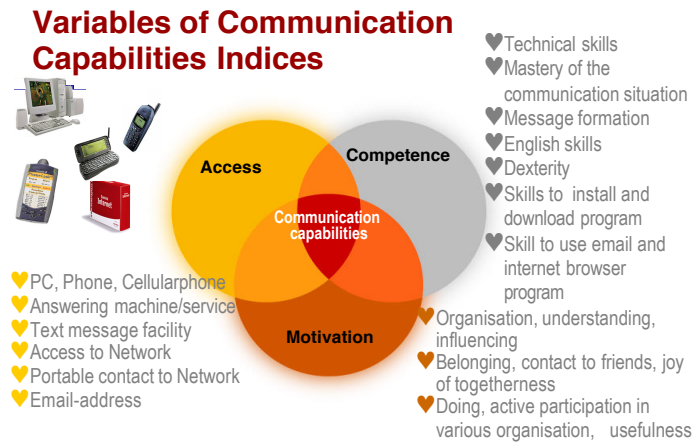 Variables of Communication
Capabilities Indices
Access
Competence
Communication
capabilities
Motivation
♥PC, Phone, Cellularphone
♥Answering machine/service
♥Text message facility
♥Access to Network
♥Portable contact to Network
♥Email-address
♥Technical skills
♥Mastery of the
communication situation
♥Message formation
♥English skills
♥Dexterity
♥Skills to install and
download program
♥Skill to use email and
internet browser
program
♥Organisation, understanding,
influencing
♥Belonging, contact to friends, joy
of togetherness
♥Doing, active participation in
various organisation, usefulness
Internet